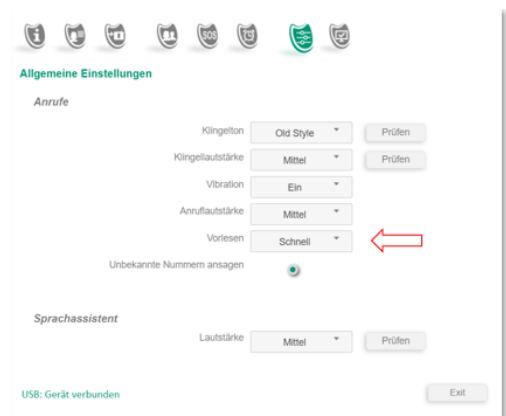 SOS
Allgemeine Einstellungen
Anrufe
Klingelton Old Style Prüfen
Klingellautstärke Mittel Prüfen
Vibration Ein
Anruflautstärke Mittel
Vorlesen Schnell
Unbekannte Nummern ansagen
Sprachassistent
Lautstärke Mittel Prüfen
USB: Gerät verbunden Exit